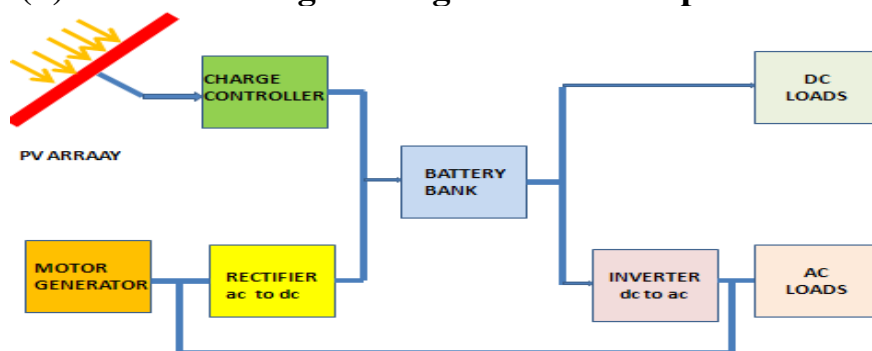 CHARGE
CONTROLLER
DC
LOADS
PV ARRAAY
BATTERY
BANK
MOTOR
GENERATOR
RECTIFIER
ac to dc
INVERTER
dc to ac
AC
LOADS